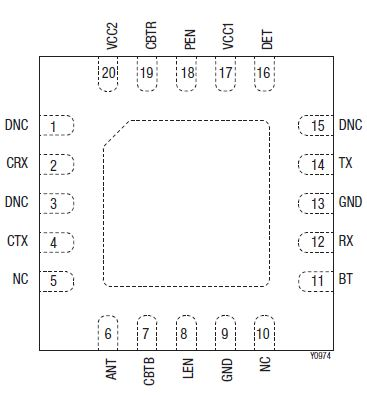 VCC2 CBTR PEN VCC1 DET
20 19 18 17 16
DNC 1 15 DNC
CRX 2 14 TX
DNC 3 13 GND
CTX 4 12 RX
NC 5 11 BT
6 7 8 9 10
ANT CBTB LEN GND NC
Y0974